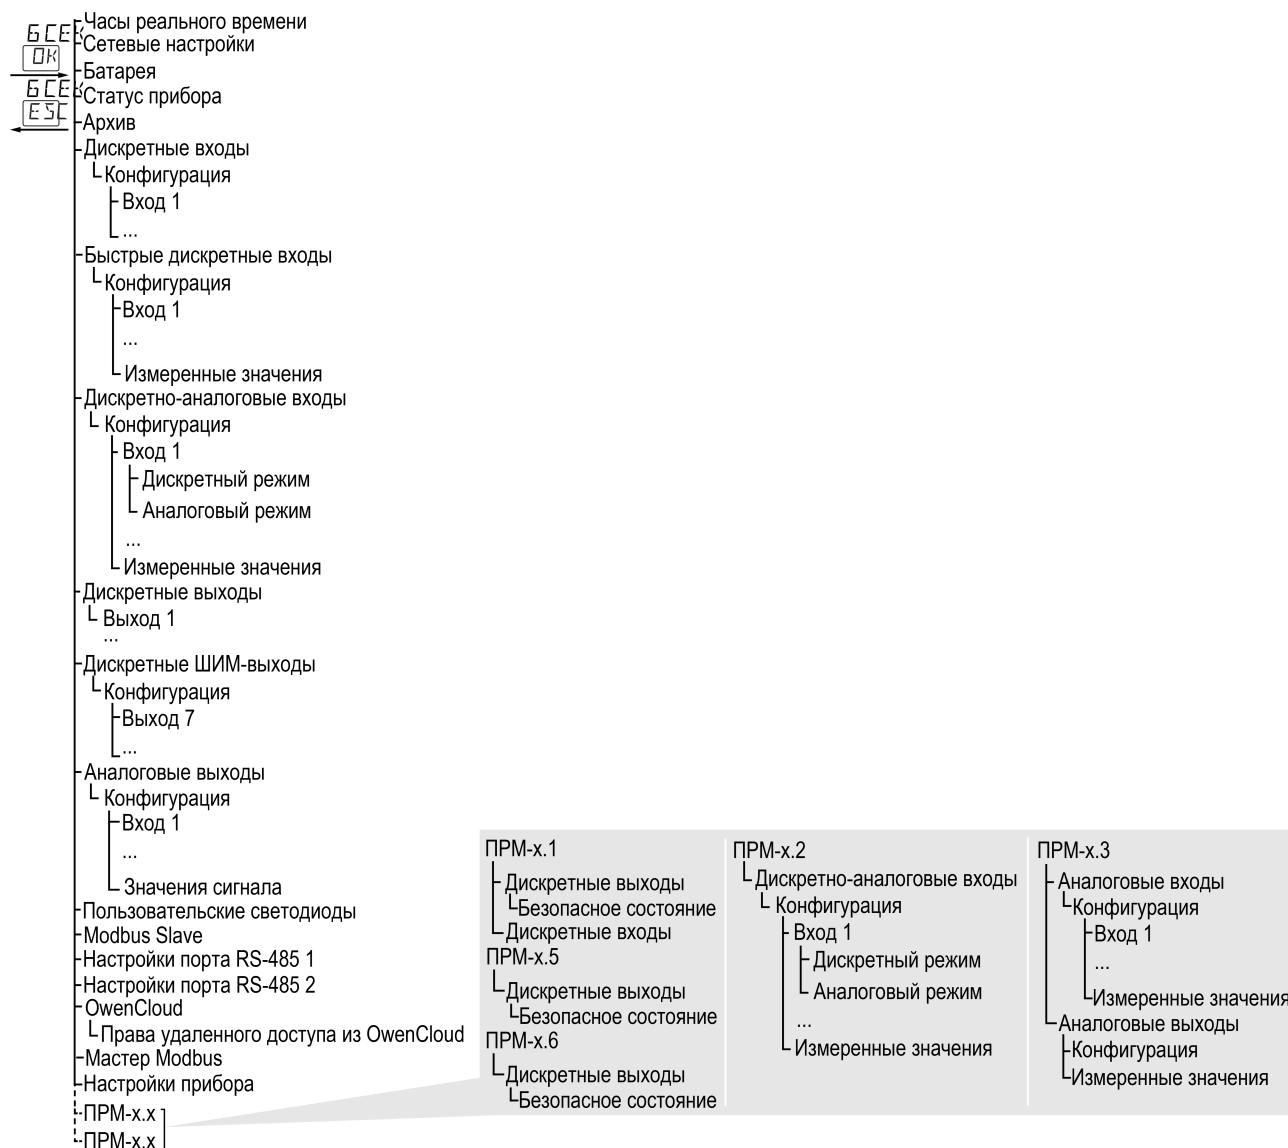 Часы реального времени
6 СЕК
Сетевые настройки
OK
Батарея
6 СЕК
Статус прибора
ESC
Архив
Дискретные входы
Конфигурация
Вход 1
...
Быстрые дискретные входы
Конфигурация
Вход 1
...
Измеренные значения
Дискретно-аналоговые входы
Конфигурация
Вход 1
Дискретный режим
Аналоговый режим
...
Измеренные значения
Дискретные выходы
Выход 1
...
Дискретные ШИМ-выходы
Конфигурация
Выход 7
...
Аналоговые выходы
Конфигурация
Вход 1
...
Значения сигнала
Пользовательские светодиоды
Modbus Slave
Настройки порта RS-485 1
Настройки порта RS-485 2
OwenCloud
Права удаленного доступа из OwenCloud
Мастер Modbus
Настройки прибора
ПРМ-х.х
ПРМ-х.х
ПРМ-х.1
Дискретные выходы
Безопасное состояние
Дискретные входы
ПРМ-х.5
Дискретные выходы
Безопасное состояние
ПРМ-х.6
Дискретные выходы
Безопасное состояние
ПРМ-х.2
Дискретно-аналоговые входы
Конфигурация
Вход 1
Дискретный режим
Аналоговый режим
...
Измеренные значения
ПРМ-х.3
Аналоговые входы
Конфигурация
Вход 1
...
Измеренные значения
Аналоговые выходы
Конфигурация
Измеренные значения